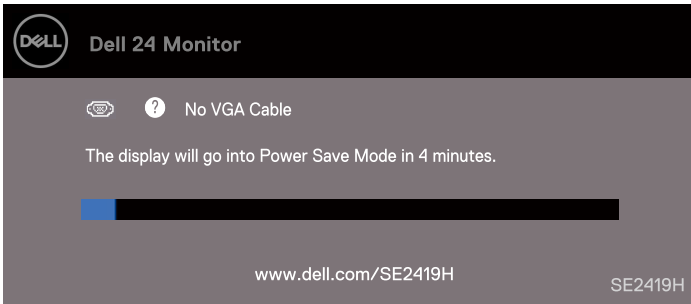 DELL
Dell 24 Monitor
? No VGA Cable
The display will go into Power Save Mode in 4 minutes.
www.dell.com/SE2419H
SE2419H